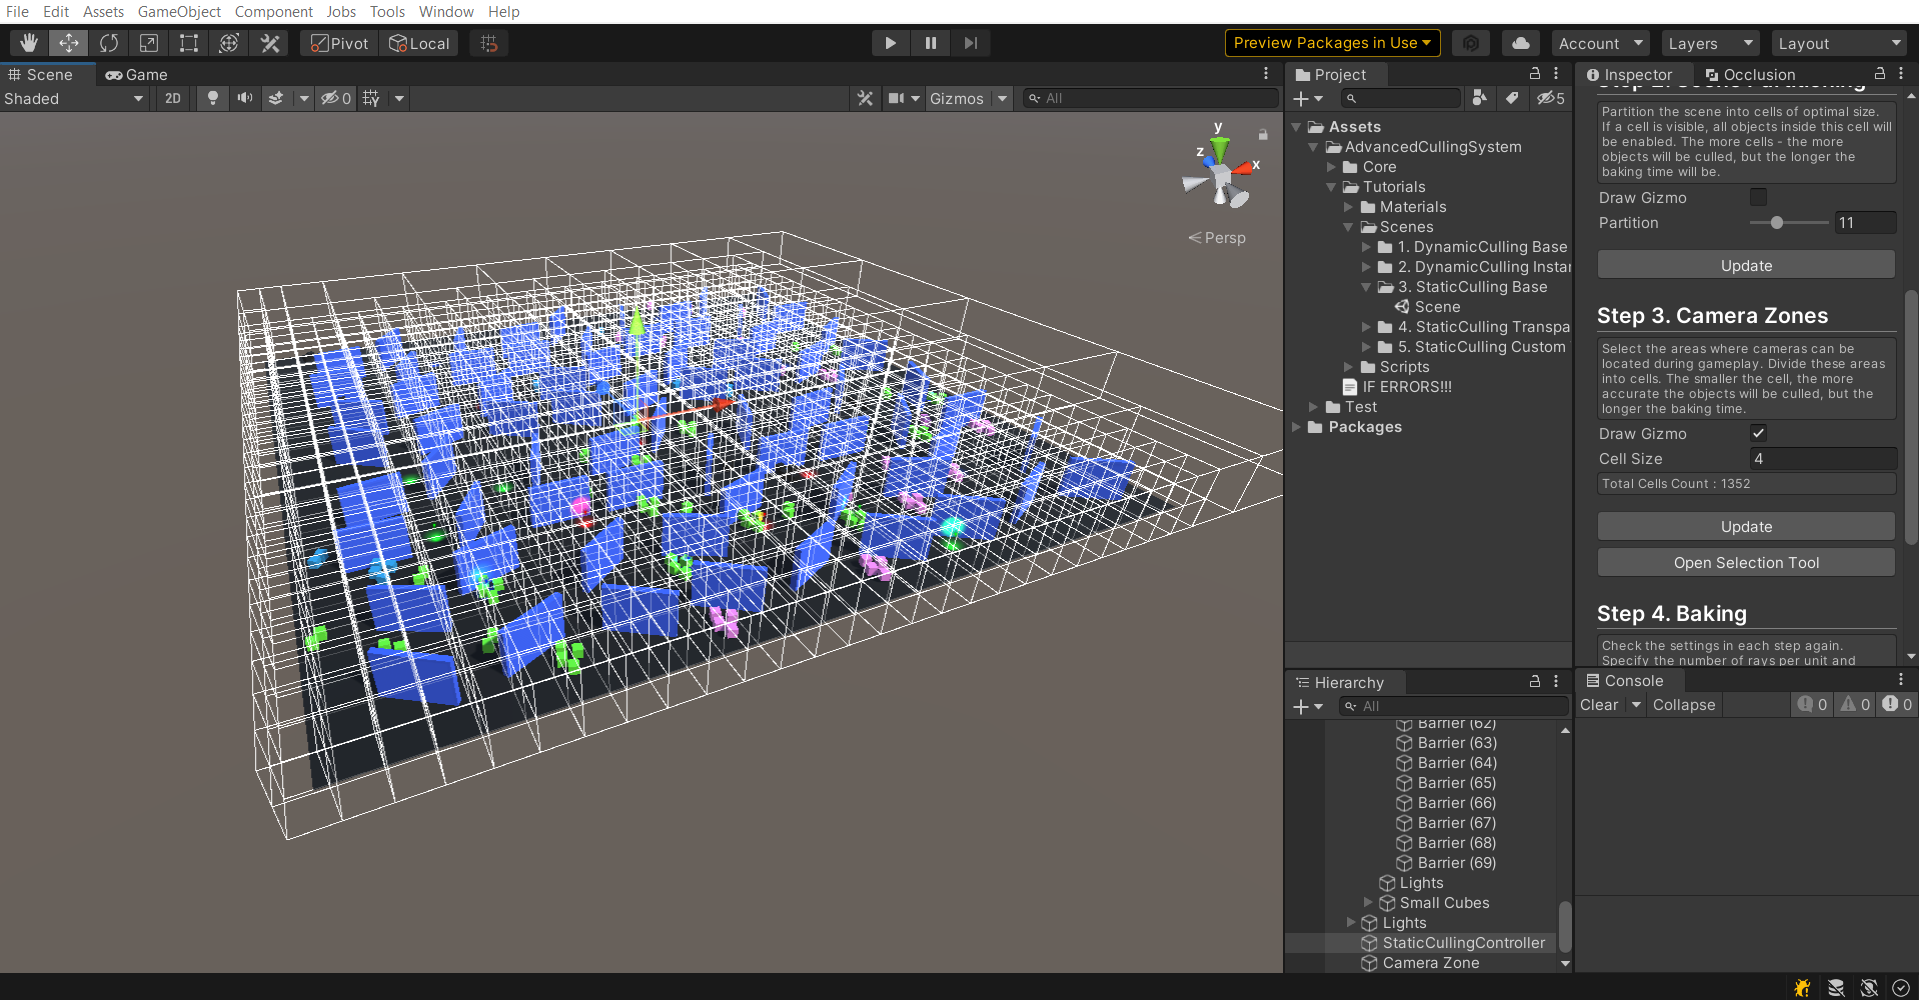 File Edit Assets GameObject Component Jobs Tools Window Help
Pivot Local
Preview Packages in Use
Account Layers Layout
Scene Game
Shaded 2D 0 Gizmos All
y
z
x
Persp
Project
5
Assets
AdvancedCullingSystem
Core
Tutorials
Materials
Scenes
1. DynamicCulling Base
2. DynamicCulling Instar
3. StaticCulling Base
Scene
4. StaticCulling Transpa
5. StaticCulling Custom
Scripts
IF ERRORS!!!
Test
Packages
Hierarchy
All
Barrier (62)
Barrier (63)
Barrier (64)
Barrier (65)
Barrier (66)
Barrier (67)
Barrier (68)
Barrier (69)
Lights
Small Cubes
Lights
StaticCullingController
Camera Zone
Inspector Occlusion
Step 2. Scene Partitioning
Partition the scene into cells of optimal size.
If a cell is visible, all objects inside this cell will
be enabled. The more cells - the more
objects will be culled, but the longer the
baking time will be.
Draw Gizmo
Partition 11
Update
Step 3. Camera Zones
Select the areas where cameras can be
located during gameplay. Divide these areas
into cells. The smaller the cell, the more
accurate the objects will be culled, but the
longer the baking time.
Draw Gizmo
Cell Size 4
Total Cells Count : 1352
Update
Open Selection Tool
Step 4. Baking
Check the settings in each step again.
Specify the number of rays per unit and
Console
Clear Collapse 0 0 0